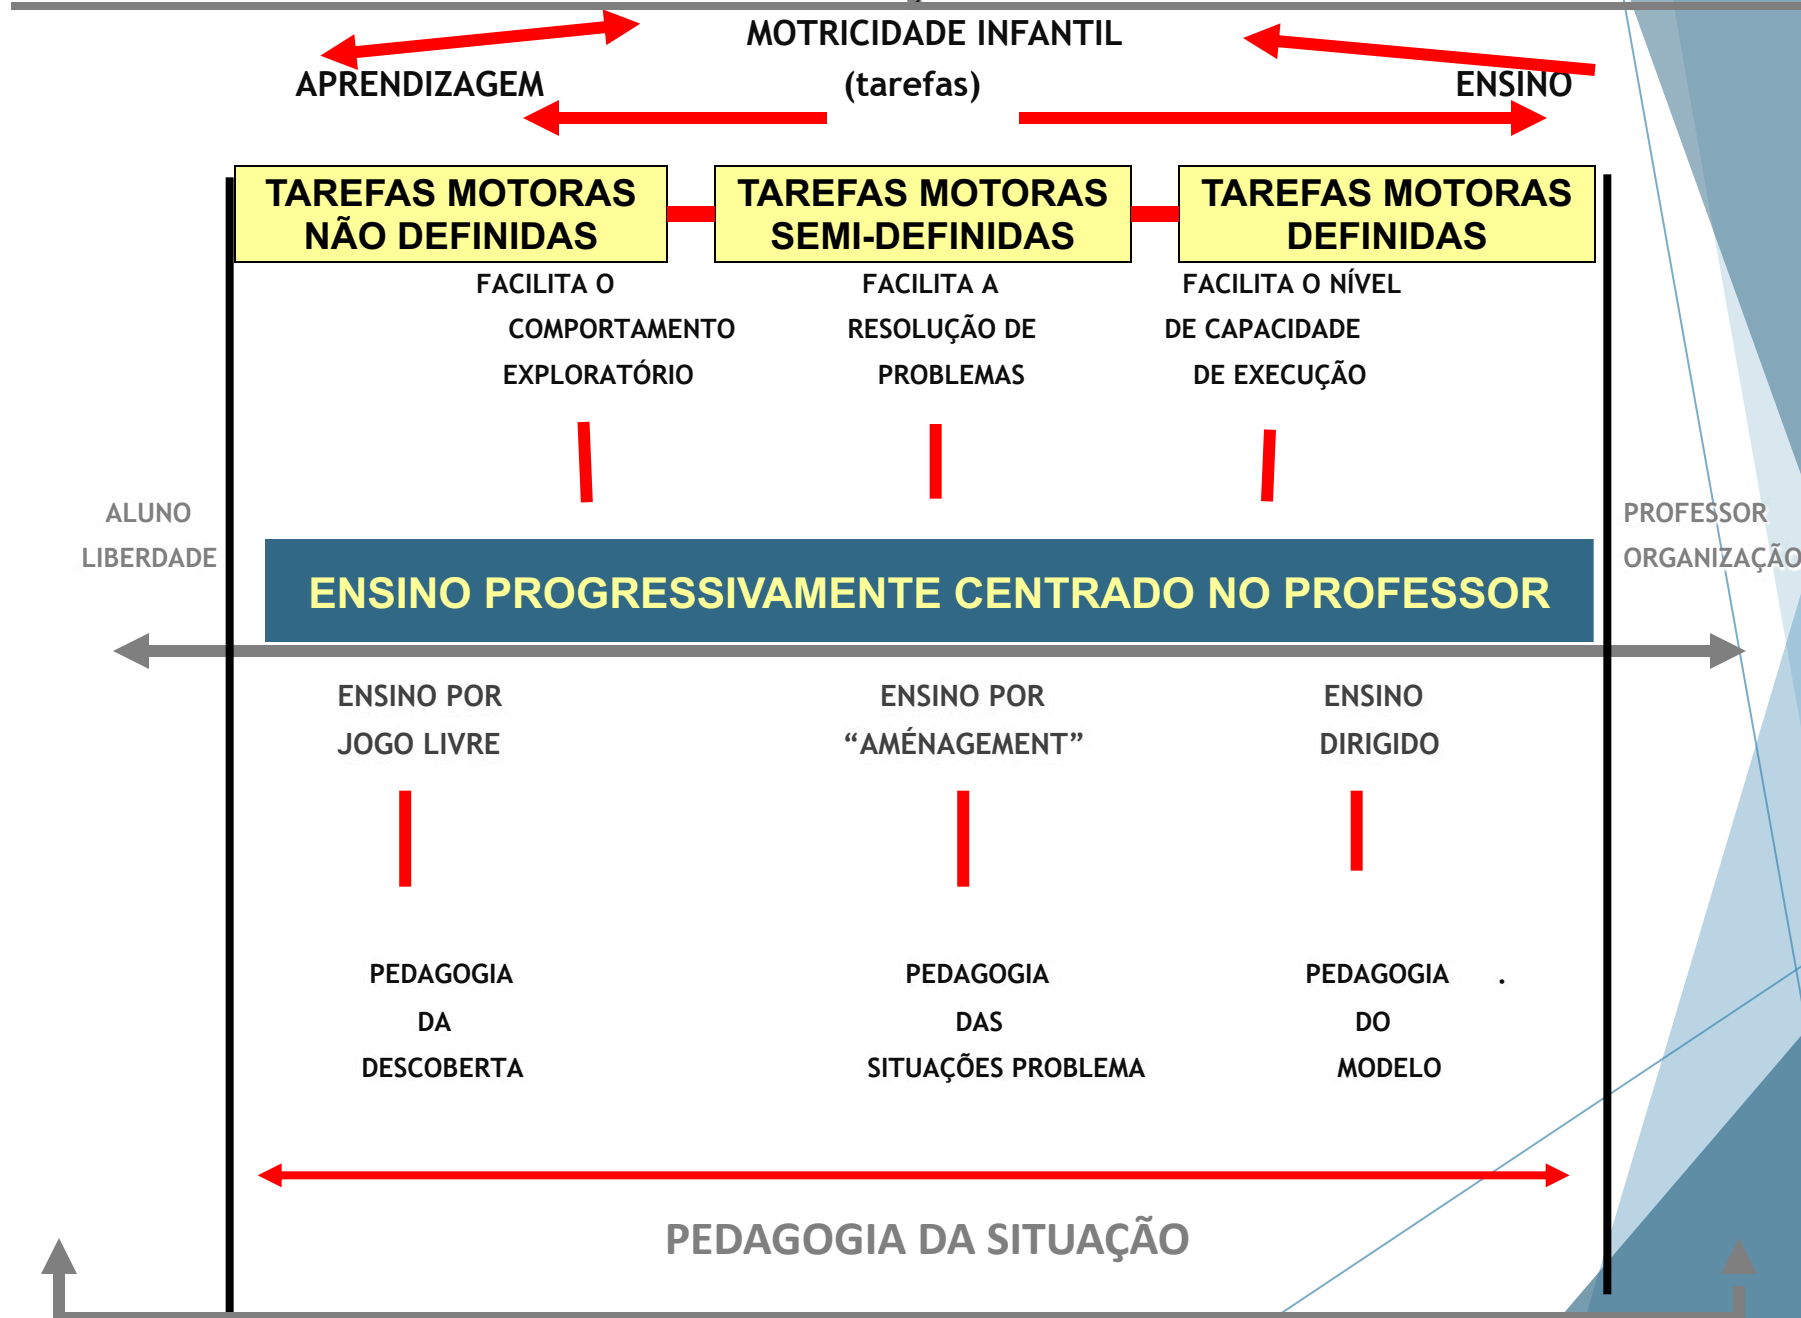 MOTRICIDADE INFANTIL
APRENDIZAGEM (tarefas) ENSINO
TAREFAS MOTORAS
NÃO DEFINIDAS
TAREFAS MOTORAS
SEMI-DEFINIDAS
TAREFAS MOTORAS
DEFINIDAS
FACILITA O
COMPORTAMENTO
EXPLORATÓRIO
FACILITA A
RESOLUÇÃO DE
PROBLEMAS
FACILITA O NÍVEL
DE CAPACIDADE
DE EXECUÇÃO
ALUNO
LIBERDADE
PROFESSOR
ORGANIZAÇÃO
ENSINO PROGRESSIVAMENTE CENTRADO NO PROFESSOR
ENSINO POR
JOGO LIVRE
ENSINO POR
“AMÉNAGEMENT”
ENSINO
DIRIGIDO
PEDAGOGIA
DA
DESCOBERTA
PEDAGOGIA
DAS
SITUAÇÕES PROBLEMA
PEDAGOGIA .
DO
MODELO
PEDAGOGIA DA SITUAÇÃO